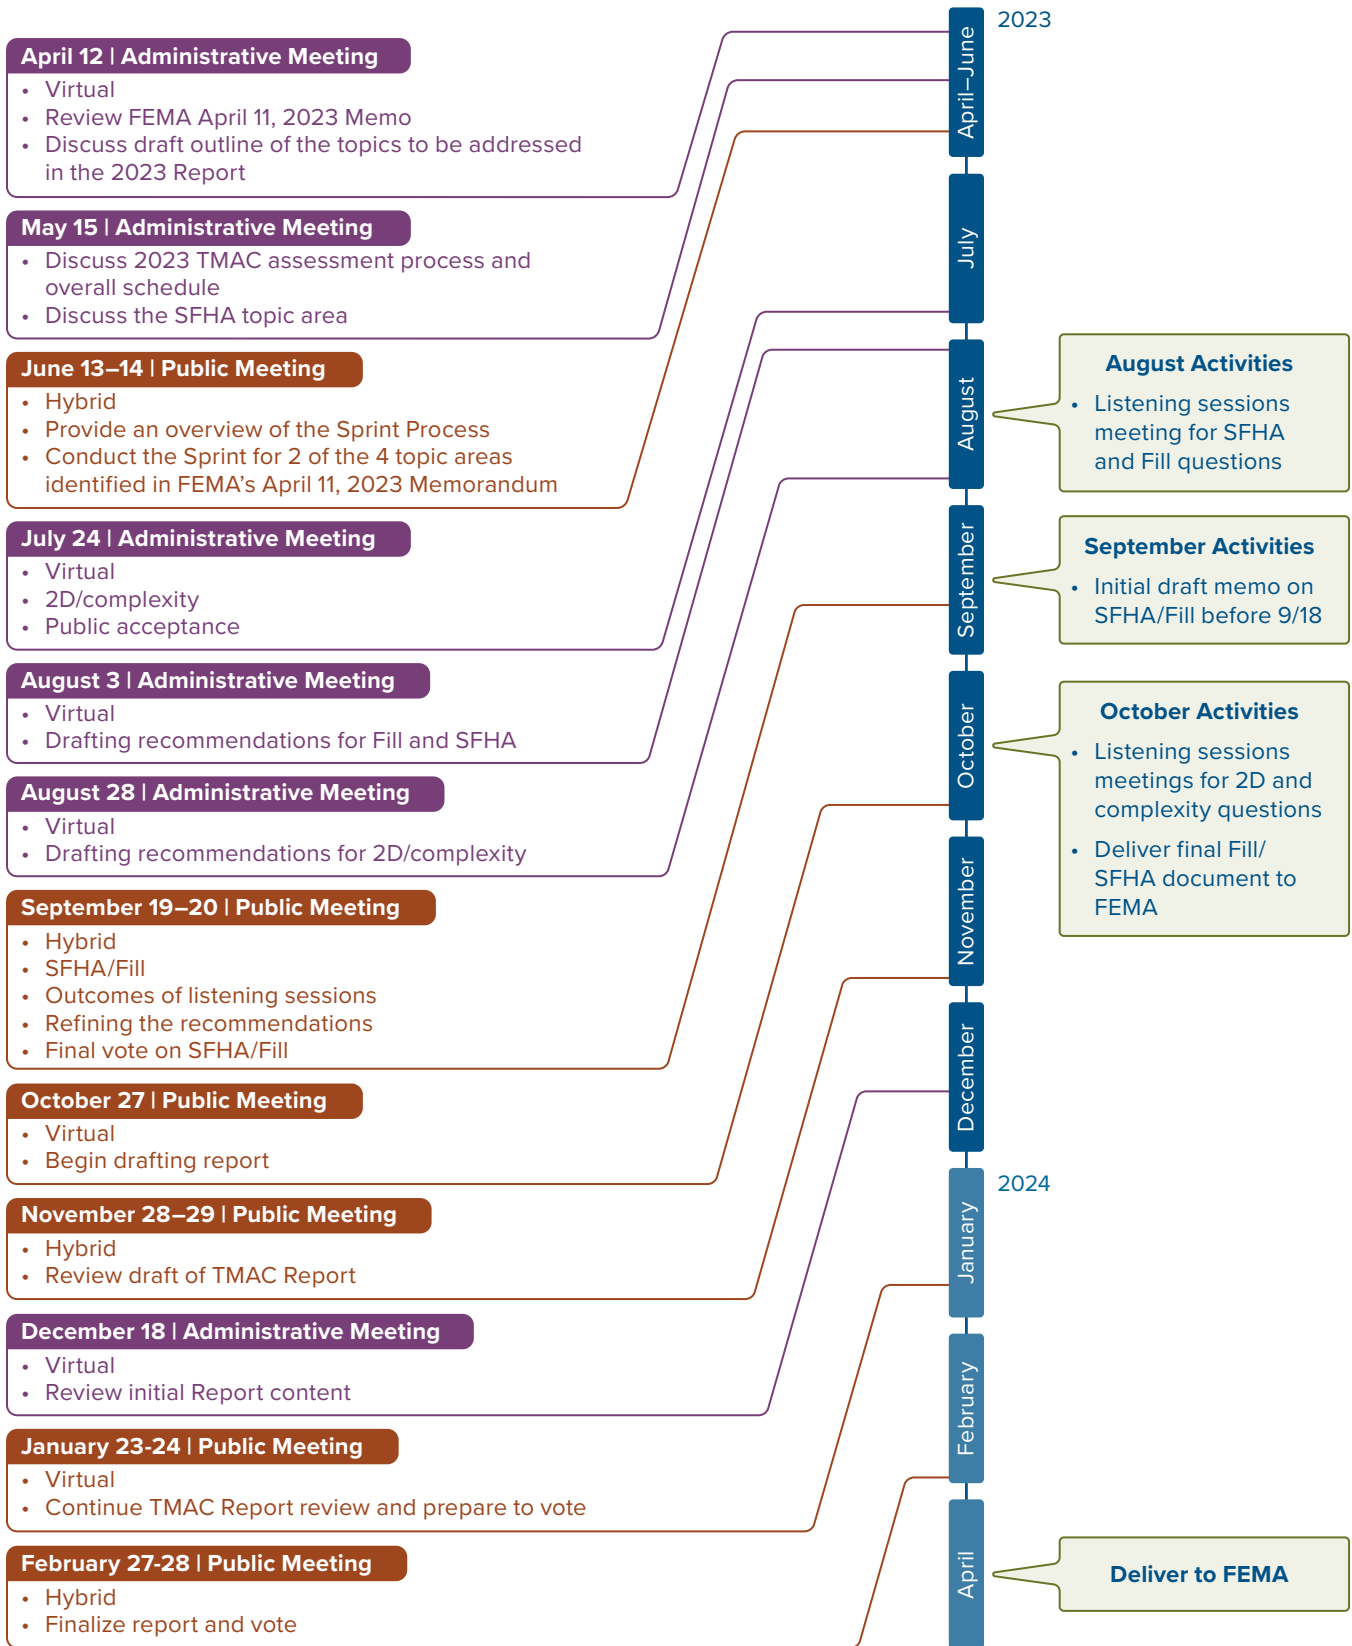 April 12 | Administrative Meeting
• Virtual
• Review FEMA April 11, 2023 Memo
• Discuss draft outline of the topics to be addressed
in the 2023 Report
May 15 | Administrative Meeting
• Discuss 2023 TMAC assessment process and
overall schedule
• Discuss the SFHA topic area
June 13–14 | Public Meeting
• Hybrid
• Provide an overview of the Sprint Process
• Conduct the Sprint for 2 of the 4 topic areas
identified in FEMA’s April 11, 2023 Memorandum
July 24 | Administrative Meeting
• Virtual
• 2D/complexity
• Public acceptance
August 3 | Administrative Meeting
• Virtual
• Drafting recommendations for Fill and SFHA
August 28 | Administrative Meeting
• Virtual
• Drafting recommendations for 2D/complexity
September 19–20 | Public Meeting
• Hybrid
• SFHA/Fill
• Outcomes of listening sessions
• Refining the recommendations
• Final vote on SFHA/Fill
October 27 | Public Meeting
• Virtual
• Begin drafting report
November 28–29 | Public Meeting
• Hybrid
• Review draft of TMAC Report
December 18 | Administrative Meeting
• Virtual
• Review initial Report content
January 23-24 | Public Meeting
• Virtual
• Continue TMAC Report review and prepare to vote
February 27-28 | Public Meeting
• Hybrid
• Finalize report and vote
2023
April–June
July
August
September
October
November
December
2024
January
February
April
August Activities
• Listening sessions
meeting for SFHA
and Fill questions
September Activities
• Initial draft memo on
SFHA/Fill before 9/18
October Activities
• Listening sessions
meetings for 2D and
complexity questions
• Deliver final Fill/
SFHA document to
FEMA
Deliver to FEMA